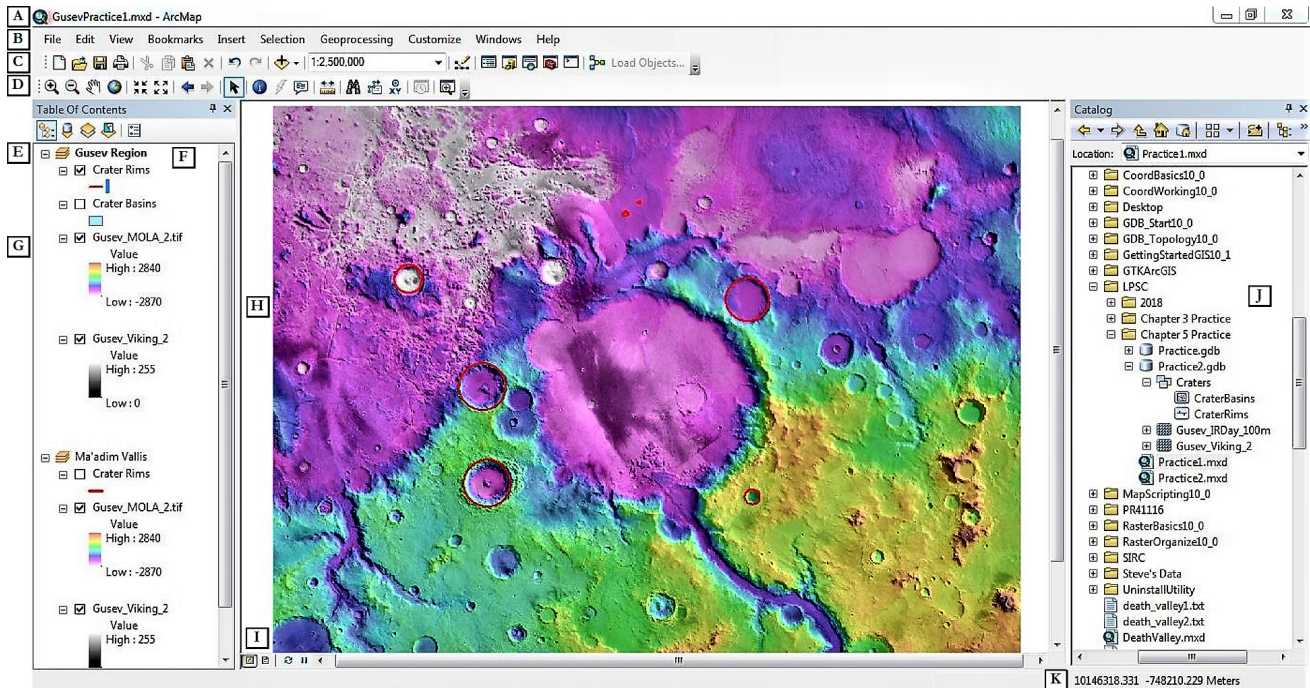 A GusevPractice1.mxd - ArcMap
B File Edit View Bookmarks Insert Selection Geoprocessing Customize Windows Help
C 1:2,500,000 Load Objects...
D
Table Of Contents
E Gusev Region F
Crater Rims
Crater Basins
G Gusev_MOLA_2.tif
Value
High : 2840
Low : -2870
Gusev_Viking_2
Value
High : 255
Low : 0
Ma'adim Vallis
Crater Rims
Gusev_MOLA_2.tif
Value
High : 2840
Low : -2870
Gusev_Viking_2
Value
High : 255
H
I
Catalog
Location: Practice1.mxd
CoordBasics10_0
CoordWorking10_0
Desktop
GDB_Start10_0
GDB_Topology10_0
GettingStartedGIS10_1
GTKArcGIS
LPSC
J
2018
Chapter 3 Practice
Chapter 5 Practice
Practice.gdb
Practice2.gdb
Craters
CraterBasins
CraterRims
Gusev_IRDay_100m
Gusev_Viking_2
Practice1.mxd
Practice2.mxd
MapScripting10_0
PR41116
RasterBasics10_0
RasterOrganize10_0
SIRC
Steve's Data
UninstallUtility
death_valley1.txt
death_valley2.txt
DeathValley.mxd
K 10146318.331 -748210.229 Meters